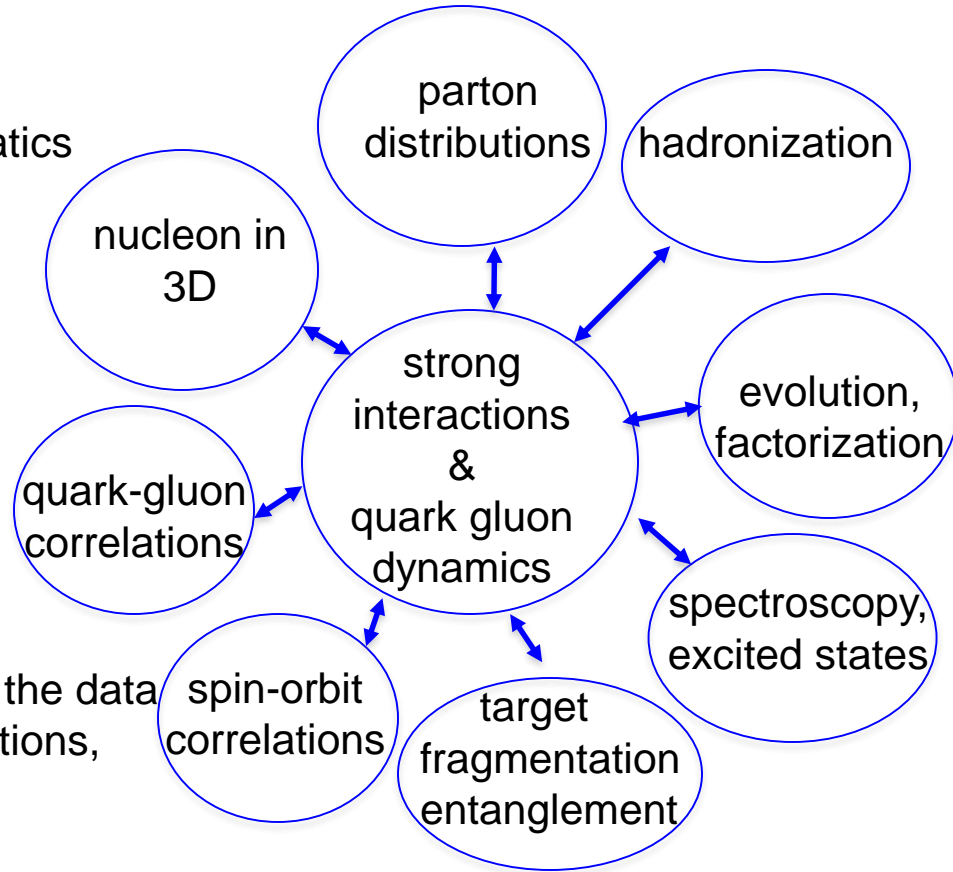 parton
distributions
hadronization
atics
nucleon in
3D
strong
interactions
&
quark gluon
dynamics
evolution,
factorization
quark-gluon
correlations
spectroscopy,
excited states
the data
tions,
spin-orbit
correlations
target
fragmentation
entanglement